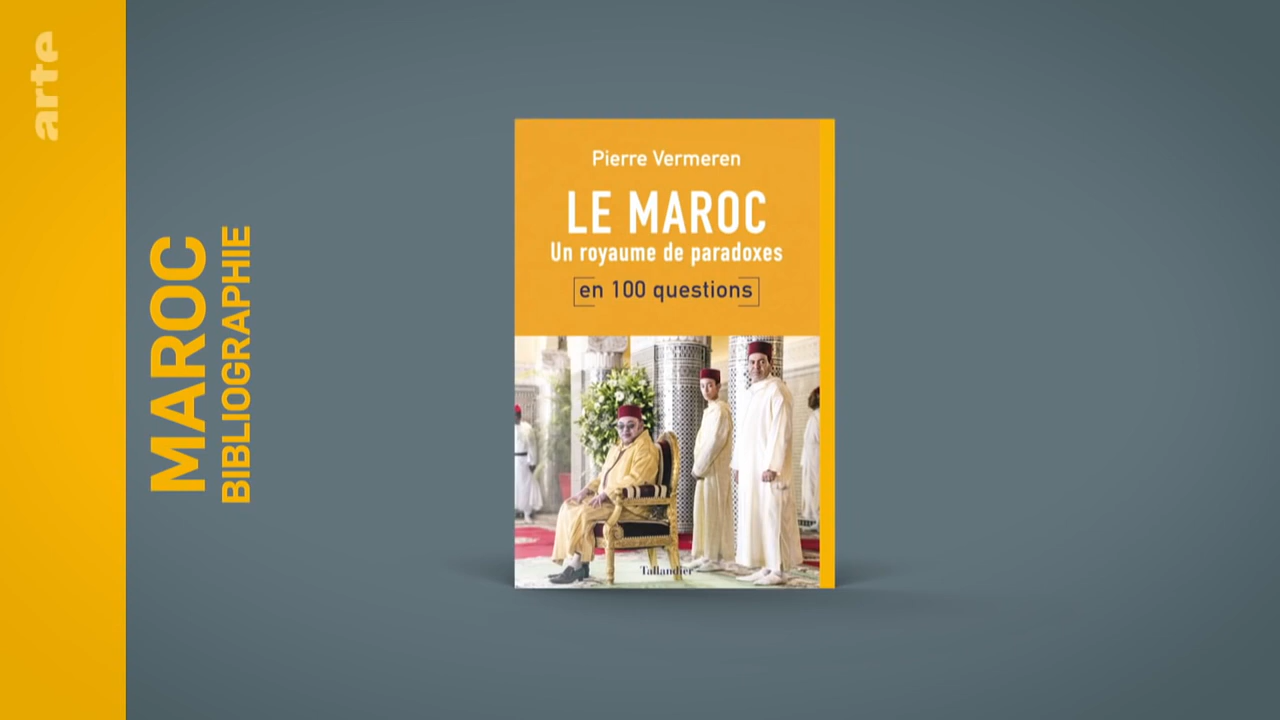 arte
MAROC
BIBLIOGRAPHIE
Pierre Vermeren
LE MAROC
Un royaume de paradoxes
en 100 questions
Tallandier